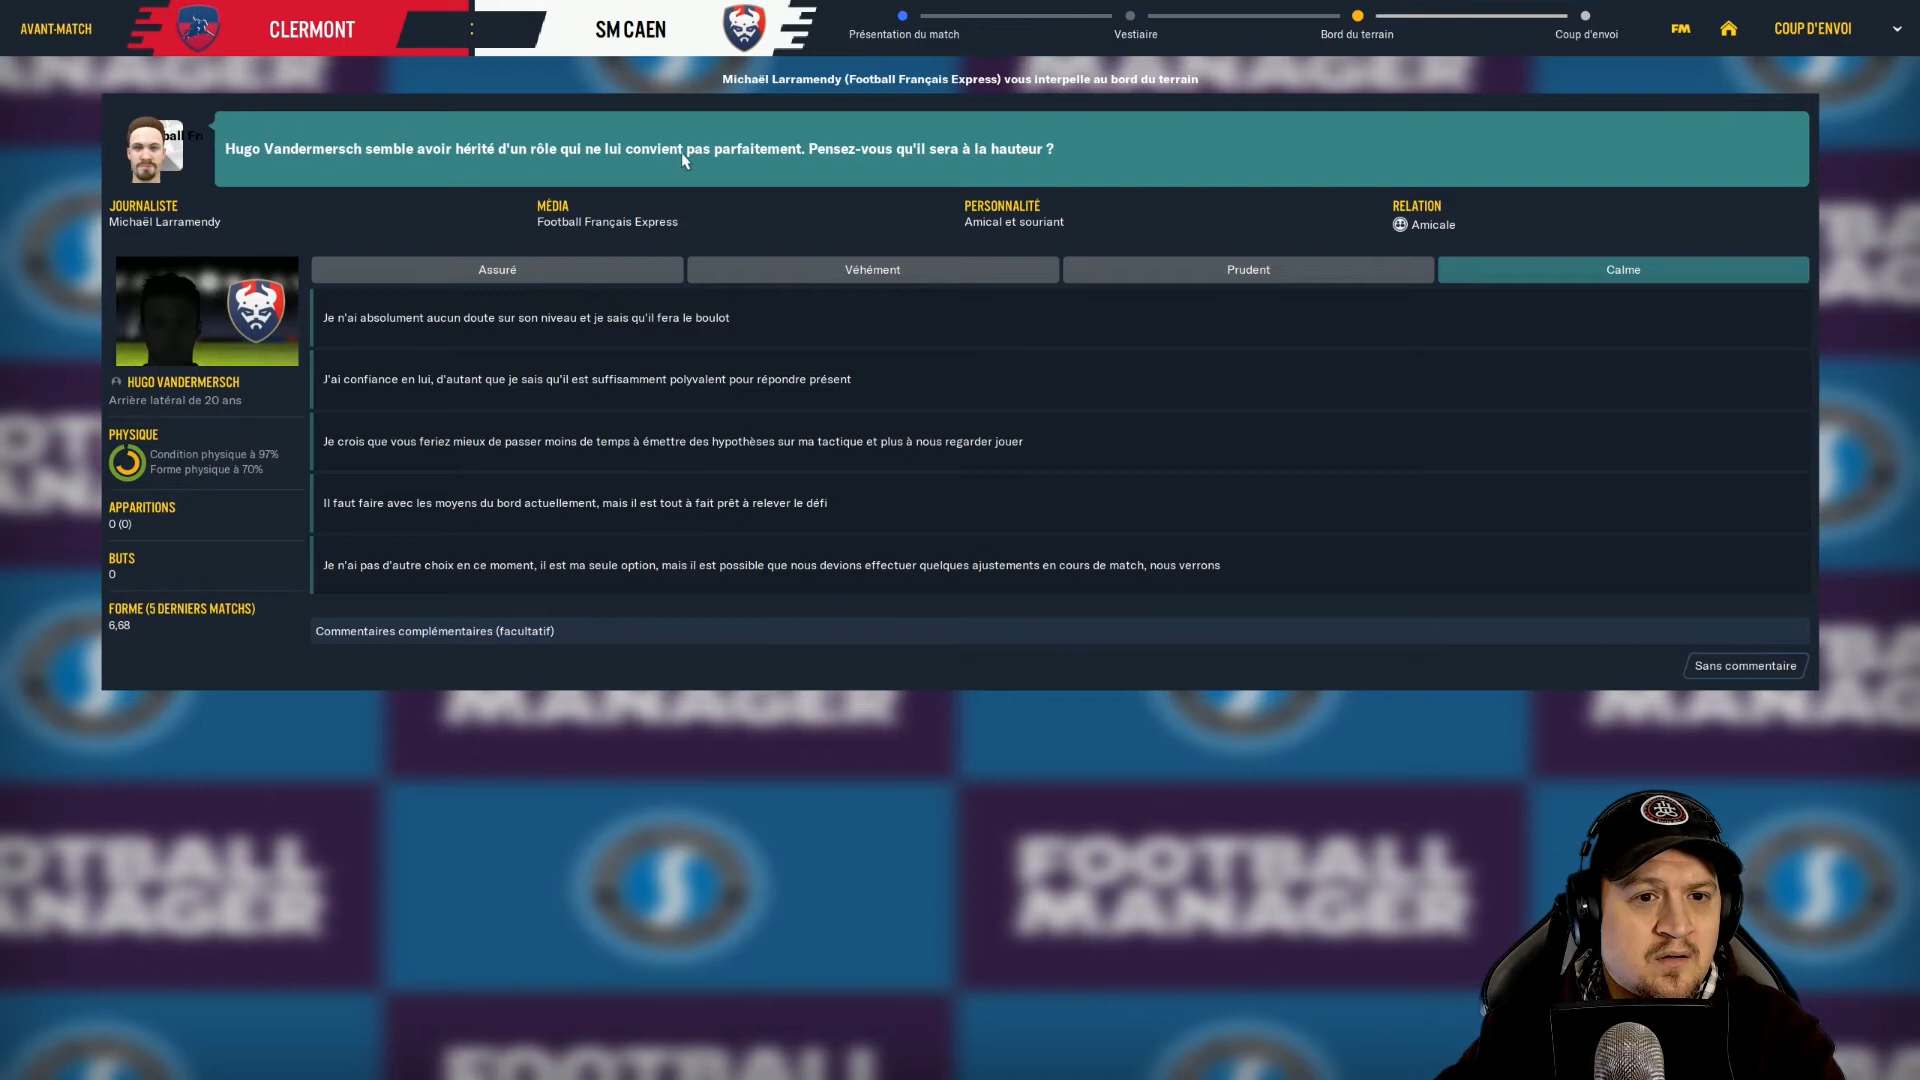 AVANT-MATCH
CLERMONT
:
SM CAEN
Présentation du match
Vestiaire
Bord du terrain
Coup d'envoi
FM
COUP D'ENVOI
Michaël Larramendy (Football Français Express) vous interpelle au bord du terrain
ball Fr
Hugo Vandermersch semble avoir hérité d'un rôle qui ne lui convient pas parfaitement. Pensez-vous qu'il sera à la hauteur ?
JOURNALISTE
Michaël Larramendy
MÉDIA
Football Français Express
PERSONNALITÉ
Amical et souriant
RELATION
Amicale
Assuré
Véhément
Prudent
Calme
Je n'ai absolument aucun doute sur son niveau et je sais qu'il fera le boulot
J'ai confiance en lui, d'autant que je sais qu'il est suffisamment polyvalent pour répondre présent
Je crois que vous feriez mieux de passer moins de temps à émettre des hypothèses sur ma tactique et plus à nous regarder jouer
Il faut faire avec les moyens du bord actuellement, mais il est tout à fait prêt à relever le défi
Je n'ai pas d'autre choix en ce moment, il est ma seule option, mais il est possible que nous devions effectuer quelques ajustements en cours de match, nous verrons
HUGO VANDERMERSCH
Arrière latéral de 20 ans
PHYSIQUE
Condition physique à 97%
Forme physique à 70%
APPARITIONS
0 (0)
BUTS
0
FORME (5 DERNIERS MATCHS)
6,68
Commentaires complémentaires (facultatif)
Sans commentaire
MANAGER
OTBALL
ANAGER
FOOTBALL
MANAGER